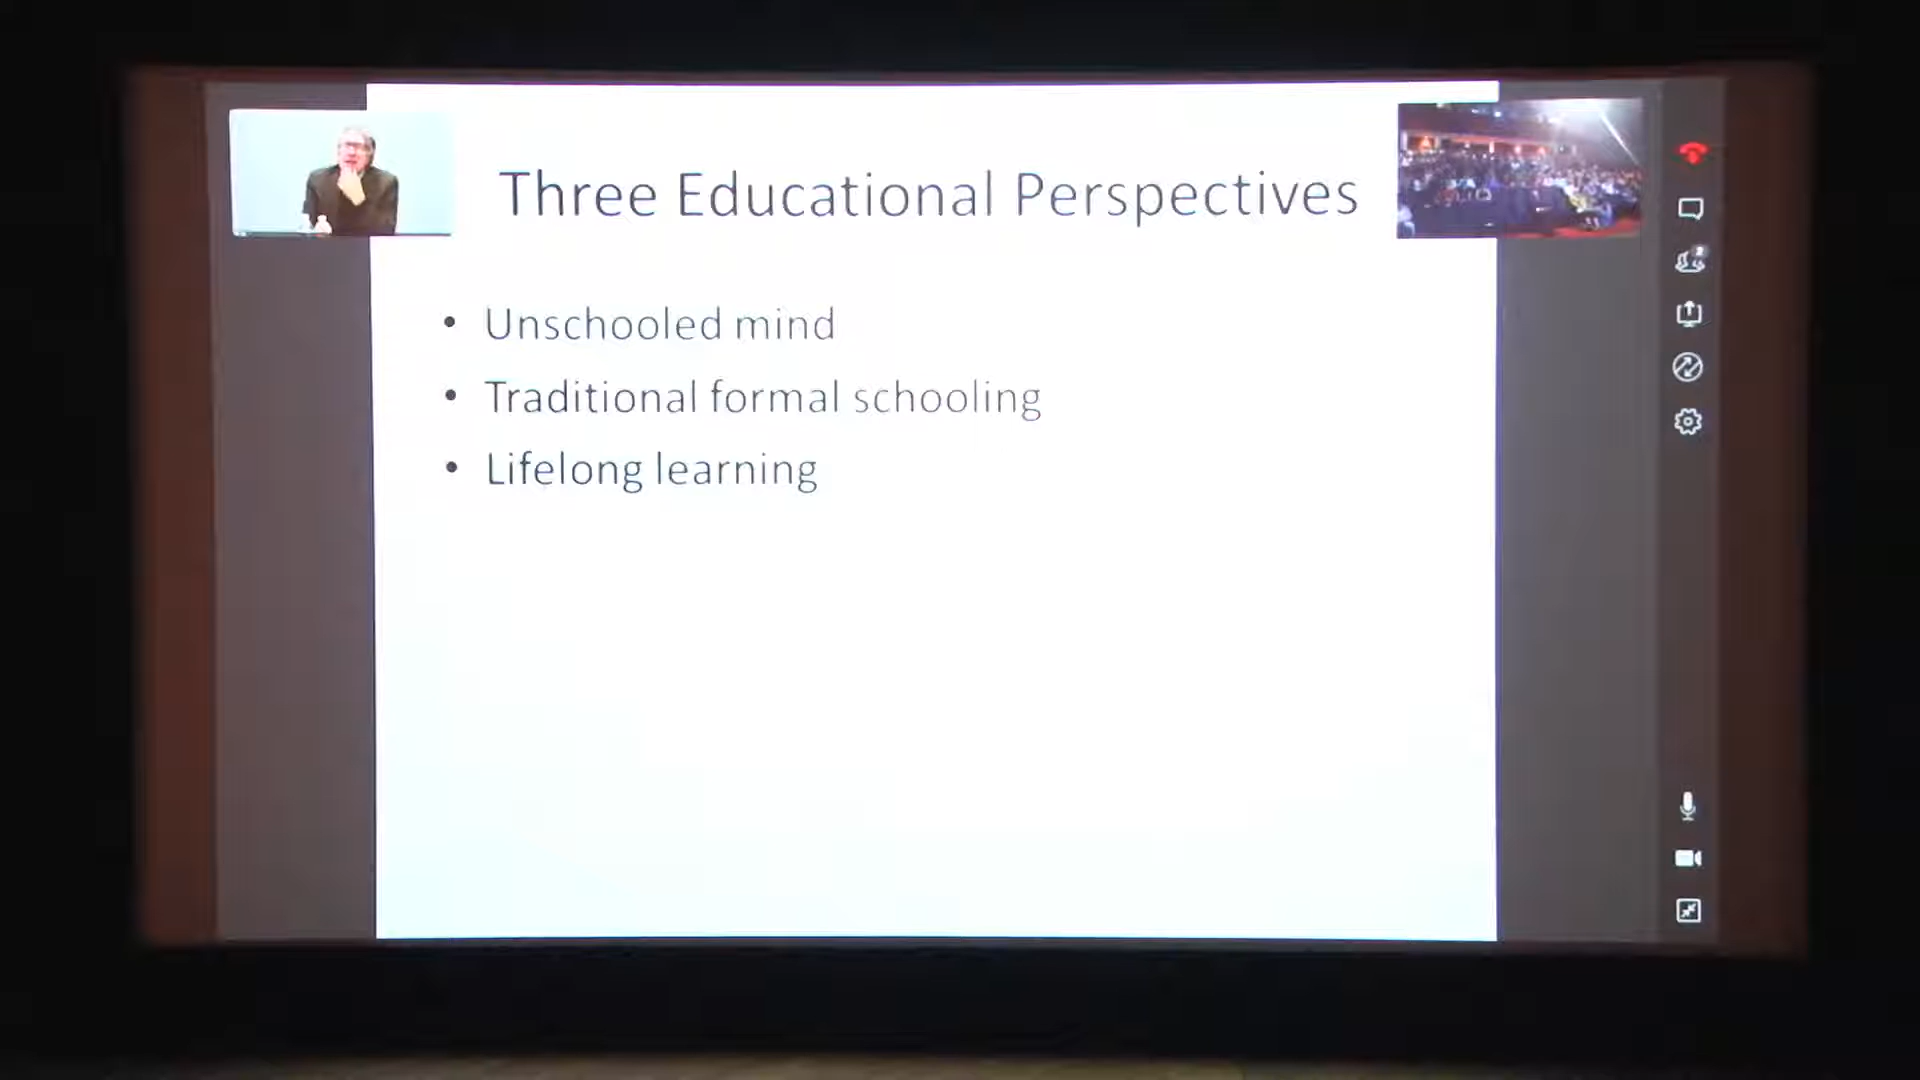 Three Educational Perspectives
• Unschooled mind
• Traditional formal schooling
• Lifelong learning